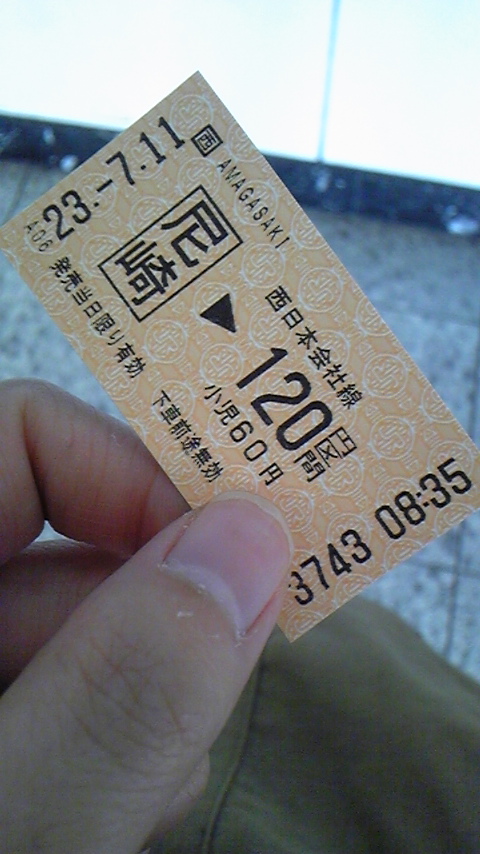 23.-7.11 西 AMAGASAKI
A06
尼崎
▶
西日本会社線
120円区間
小児60円
発売当日限り有効
下車前途無効
3743 08:35